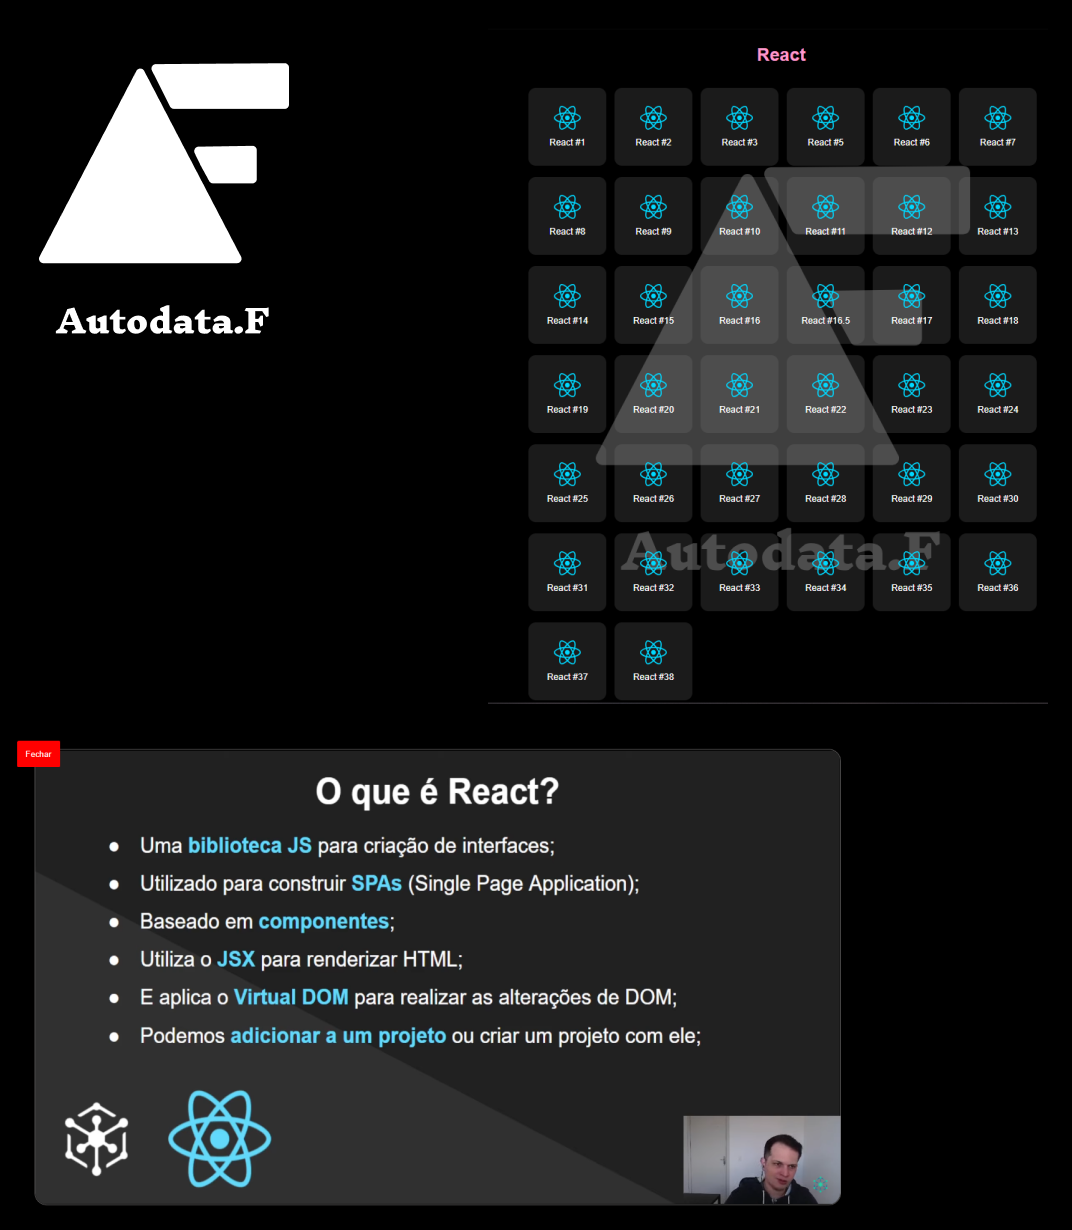 Autodata.F
React
React #1
React #2
React #3
React #5
React #6
React #7
React #8
React #9
React #10
React #11
React #12
React #13
React #14
React #15
React #16
React #16.5
React #17
React #18
React #19
React #20
React #21
React #22
React #23
React #24
React #25
React #26
React #27
React #28
React #29
React #30
Autodata.F
React #31
React #32
React #33
React #34
React #35
React #36
React #37
React #38
Fechar
O que é React?
● Uma biblioteca JS para criação de interfaces;
● Utilizado para construir SPAs (Single Page Application);
● Baseado em componentes;
● Utiliza o JSX para renderizar HTML;
● E aplica o Virtual DOM para realizar as alterações de DOM;
● Podemos adicionar a um projeto ou criar um projeto com ele;